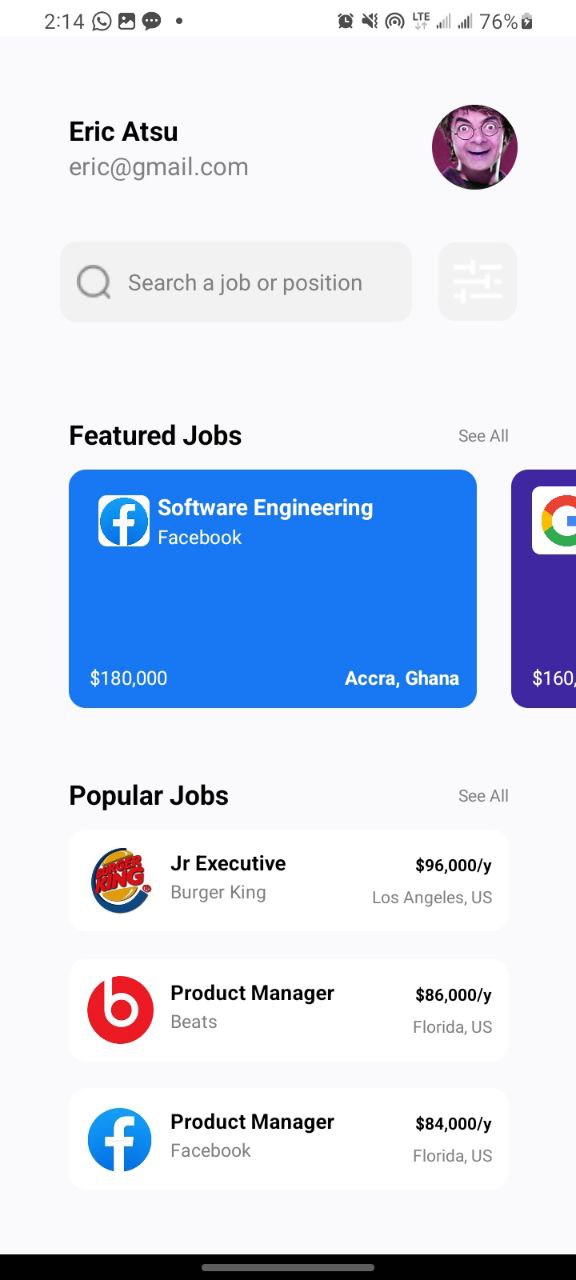 2:14
LTE
76%
Eric Atsu
eric@gmail.com
Search a job or position
Featured Jobs
See All
Software Engineering
Facebook
$180,000
Accra, Ghana
$160,
Popular Jobs
See All
BURGER KING
Jr Executive
$96,000/y
Burger King
Los Angeles, US
Product Manager
$86,000/y
Beats
Florida, US
Product Manager
$84,000/y
Facebook
Florida, US